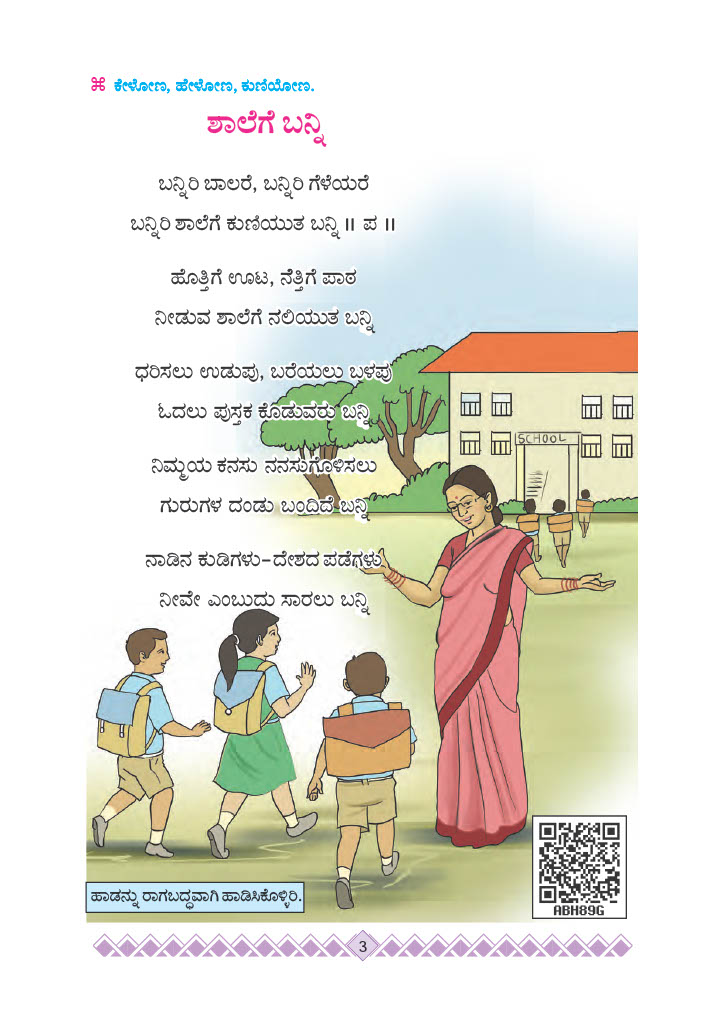 ⌘ ಕೇಳೋಣ, ಹೇಳೋಣ, ಕುಣಿಯೋಣ.
ಶಾಲೆಗೆ ಬನ್ನಿ
ಬನ್ನಿರಿ ಬಾಲರೆ, ಬನ್ನಿರಿ ಗೆಳೆಯರೆ
ಬನ್ನಿರಿ ಶಾಲೆಗೆ ಕುಣಿಯುತ ಬನ್ನಿ ॥ ಪ ॥
ಹೊತ್ತಿಗೆ ಊಟ, ನೆತ್ತಿಗೆ ಪಾಠ
ನೀಡುವ ಶಾಲೆಗೆ ನಲಿಯುತ ಬನ್ನಿ
ಧರಿಸಲು ಉಡುಪು, ಬರೆಯಲು ಬಳಪು
ಓದಲು ಪುಸ್ತಕ ಕೊಡುವರು ಬನ್ನಿ
ನಿಮ್ಮಯ ಕನಸು ನನಸುಗೊಳಿಸಲು
ಗುರುಗಳ ದಂಡು ಬಂದಿದೆ ಬನ್ನಿ
ನಾಡಿನ ಕುಡಿಗಳು–ದೇಶದ ಪಡೆಗಳು
ನೀವೇ ಎಂಬುದು ಸಾರಲು ಬನ್ನಿ
SCHOOL
ABH89G
ಹಾಡನ್ನು ರಾಗಬದ್ಧವಾಗಿ ಹಾಡಿಸಿಕೊಳ್ಳಿರಿ.
3